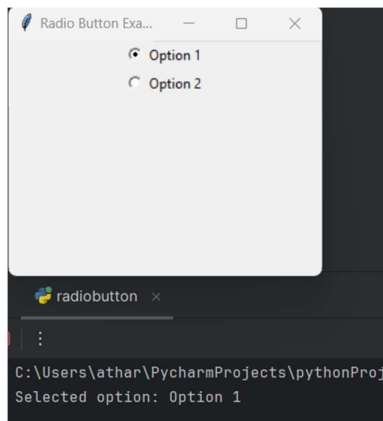 Radio Button Exa...
Option 1
Option 2
radiobutton
C:\Users\athar\PycharmProjects\pythonProj
Selected option: Option 1